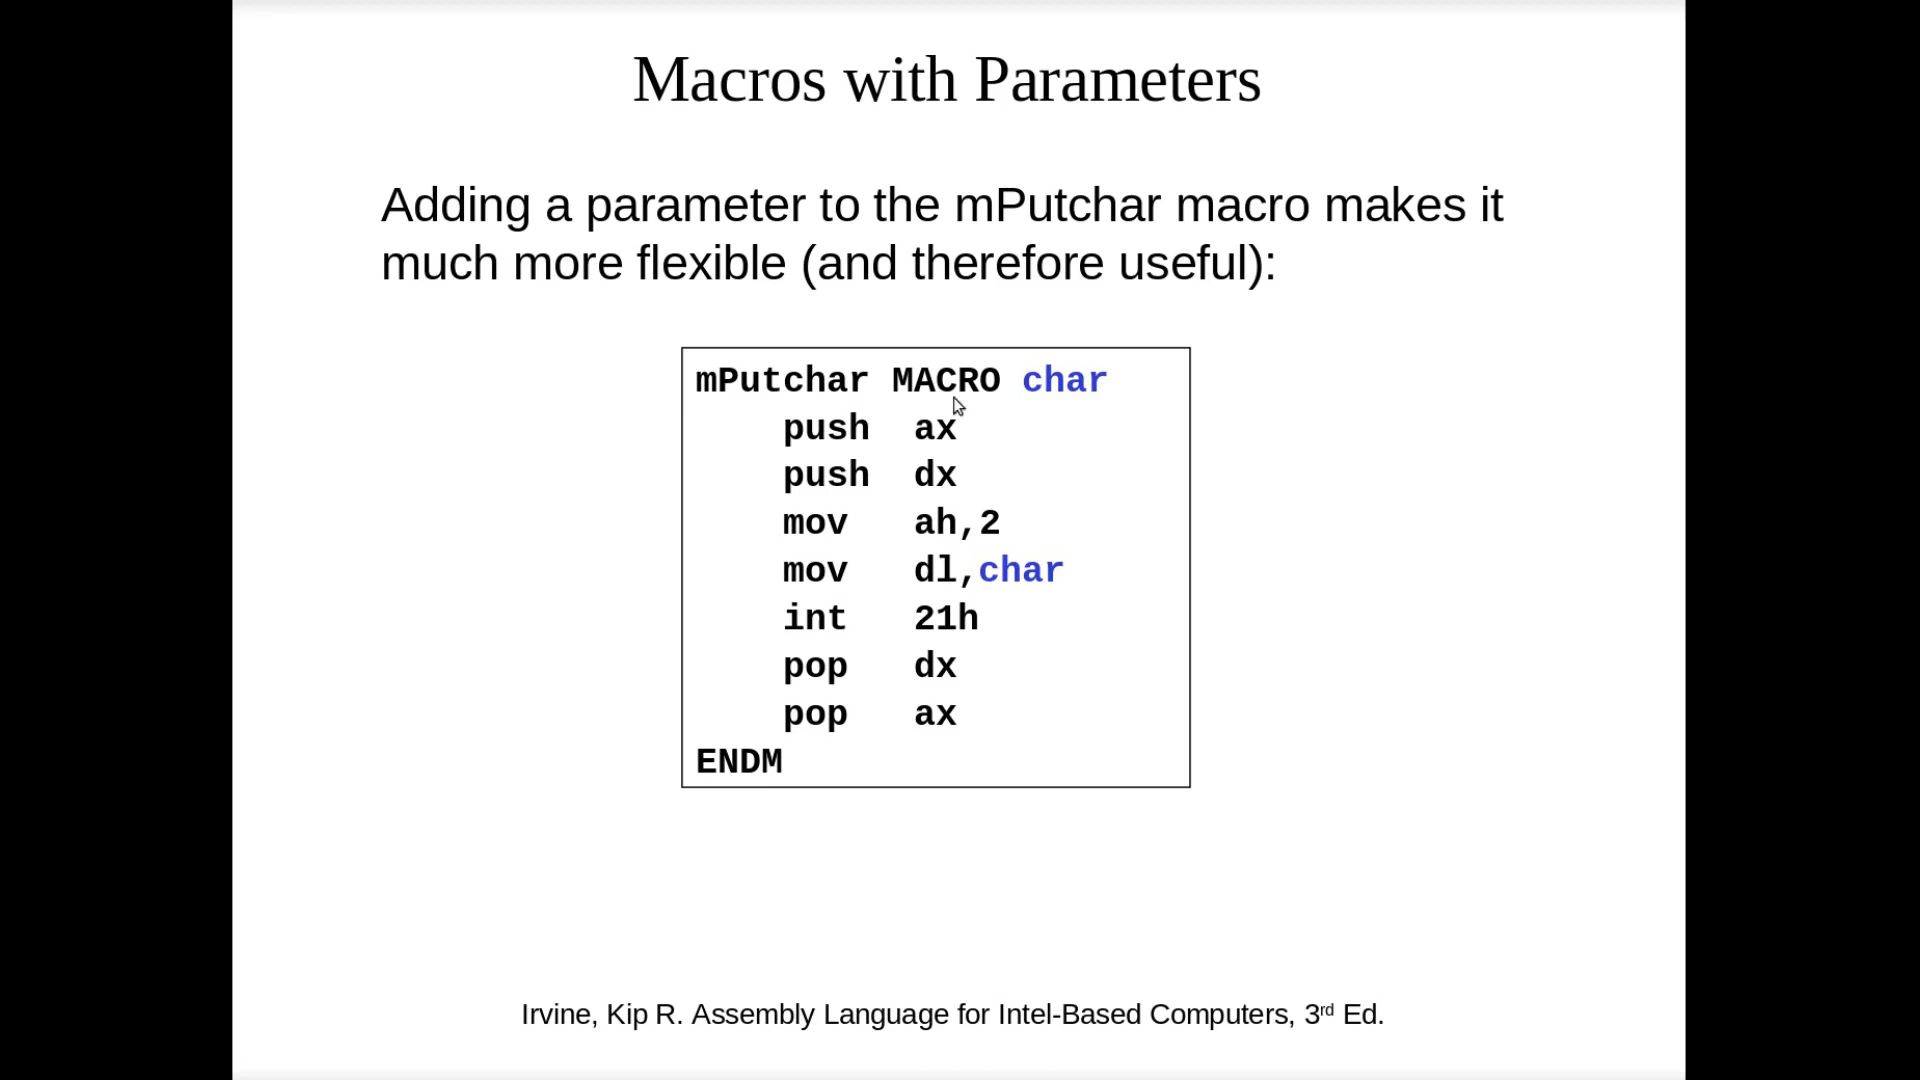 Macros with Parameters
Adding a parameter to the mPutchar macro makes it
much more flexible (and therefore useful):
mPutchar MACRO char
push ax
push dx
mov ah,2
mov dl,char
int 21h
pop dx
pop ax
ENDM
Irvine, Kip R. Assembly Language for Intel-Based Computers, 3rd Ed.